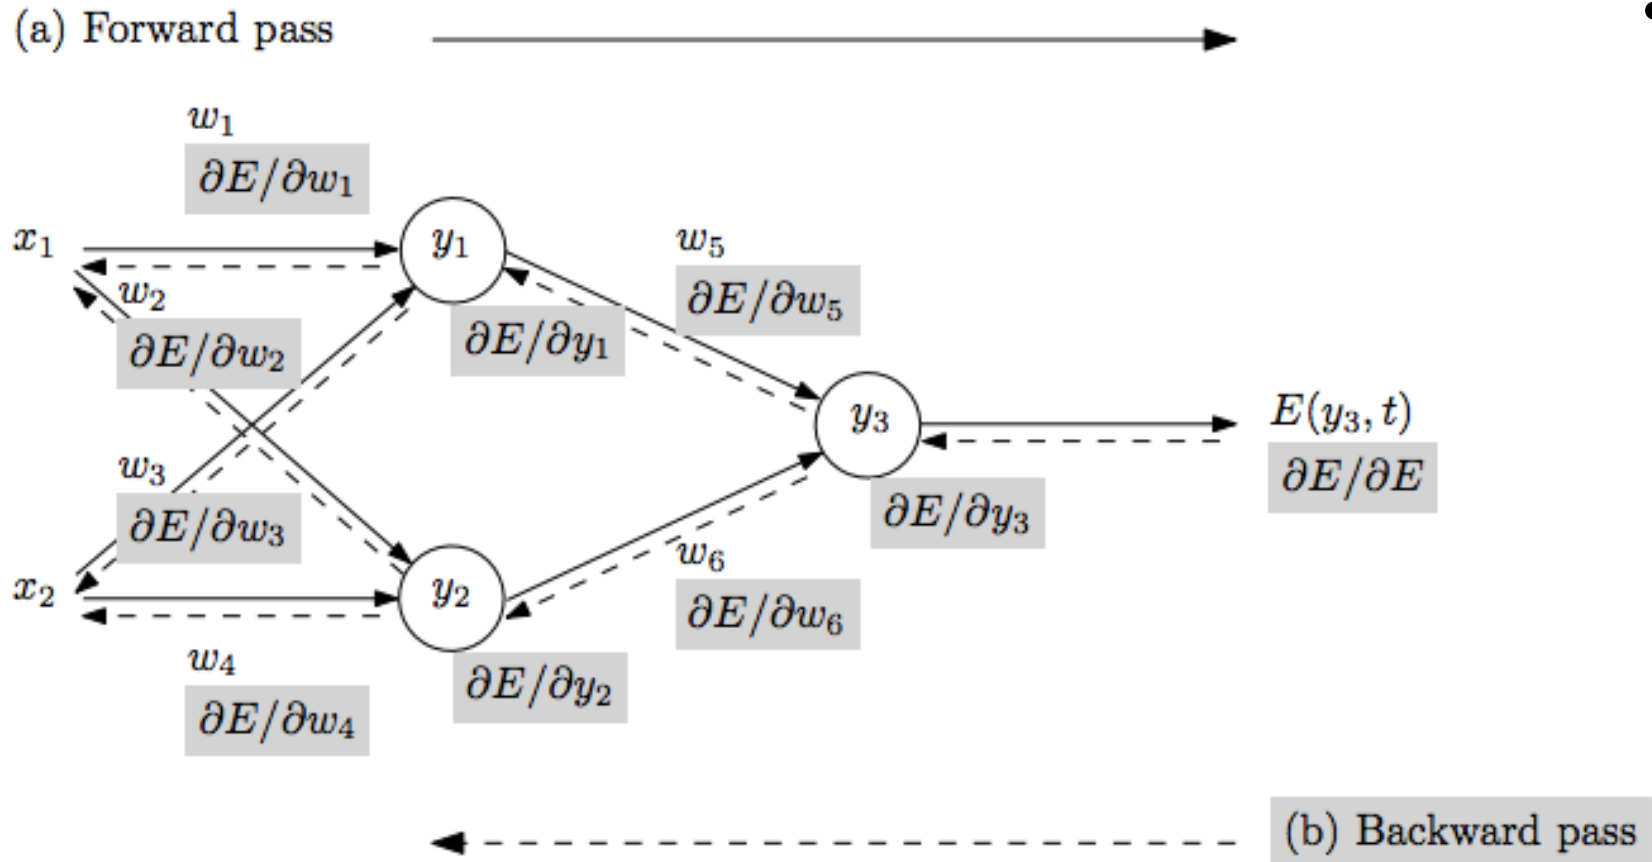 (a) Forward pass
w₁
∂E/∂w₁
x₁
y₁
w₅
∂E/∂w₅
w₂
∂E/∂w₂
∂E/∂y₁
y₃
E(y₃, t)
∂E/∂E
w₃
∂E/∂w₃
∂E/∂y₃
x₂
y₂
w₆
∂E/∂w₆
w₄
∂E/∂w₄
∂E/∂y₂
(b) Backward pass